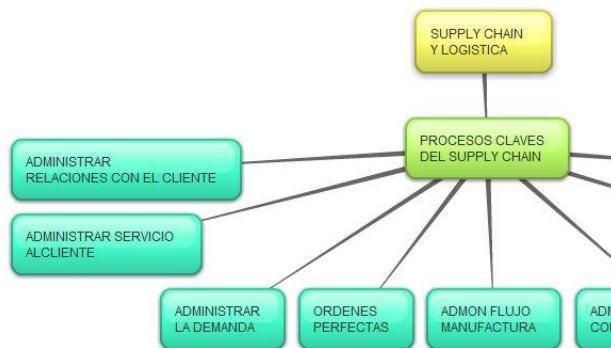 SUPPLY CHAIN
Y LOGISTICA
PROCESOS CLAVES
DEL SUPPLY CHAIN
ADMINISTRAR
RELACIONES CON EL CLIENTE
ADMINISTRAR SERVICIO
ALCLIENTE
ADMINISTRAR
LA DEMANDA
ORDENES
PERFECTAS
ADMON FLUJO
MANUFACTURA